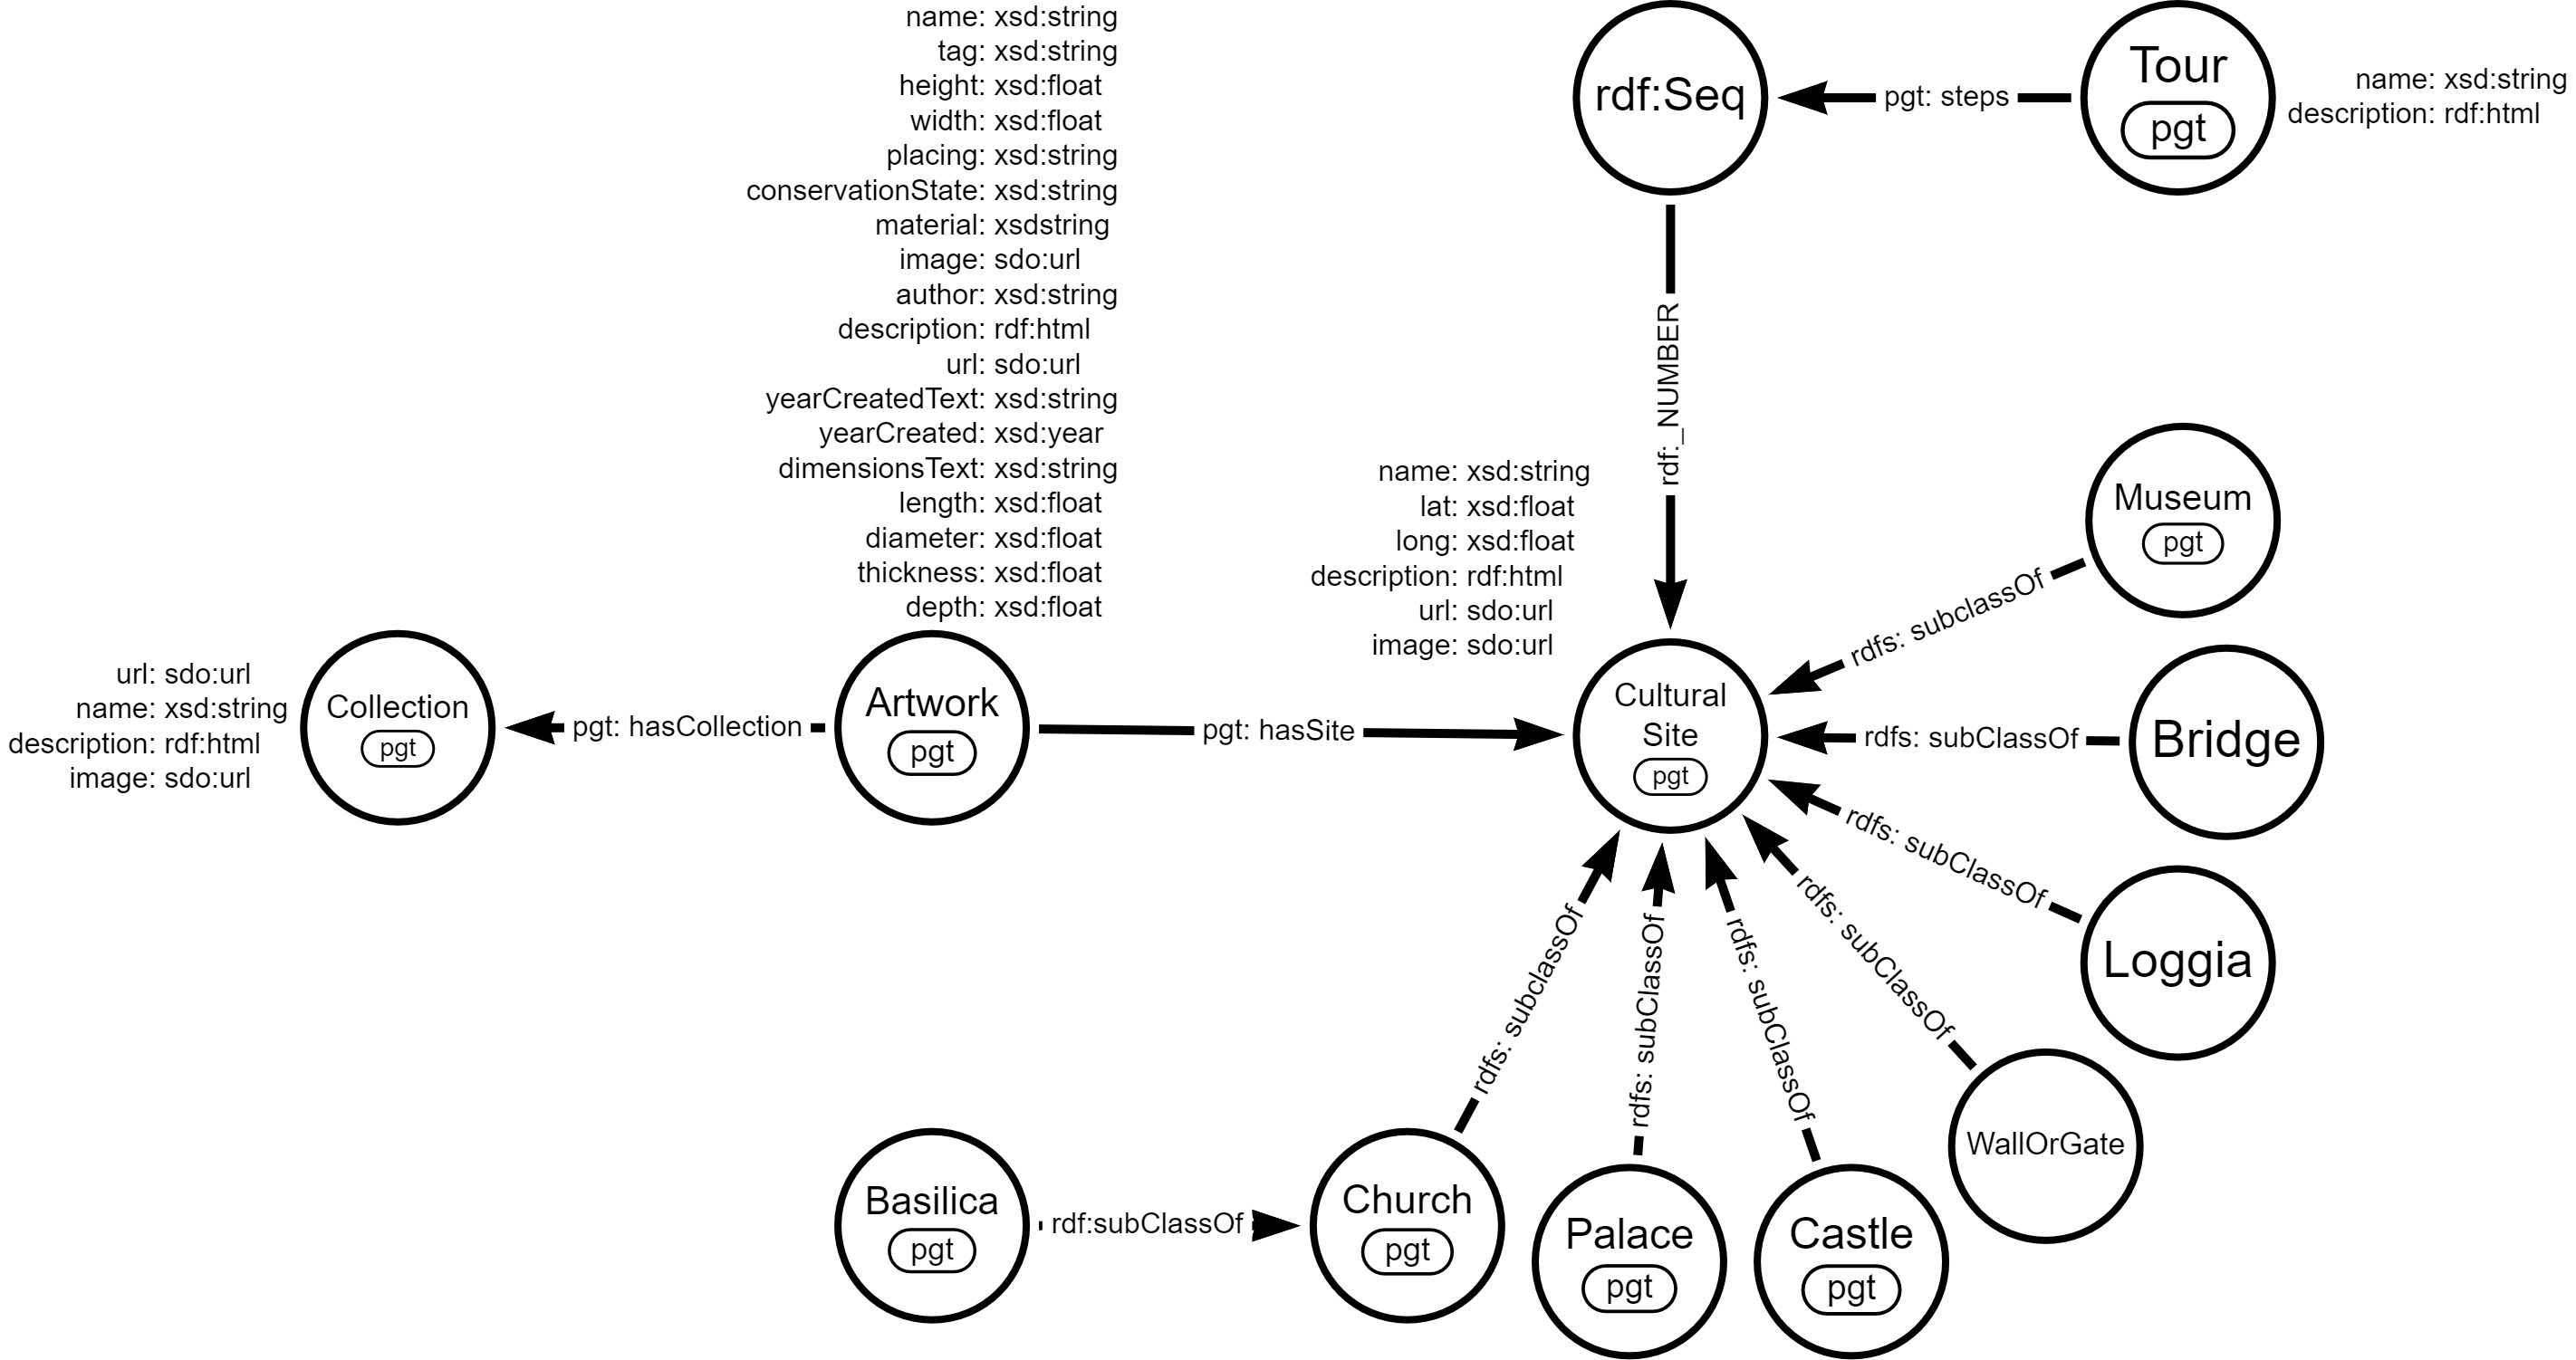 name: xsd:string
tag: xsd:string
height: xsd:float
width: xsd:float
placing: xsd:string
conservationState: xsd:string
material: xsdstring
image: sdo:url
author: xsd:string
description: rdf:html
url: sdo:url
yearCreatedText: xsd:string
yearCreated: xsd:year
dimensionsText: xsd:string
length: xsd:float
diameter: xsd:float
thickness: xsd:float
depth: xsd:float
rdf:Seq
pgt: steps
Tour
pgt
name: xsd:string
description: rdf:html
rdf:_NUMBER
name: xsd:string
lat: xsd:float
long: xsd:float
description: rdf:html
url: sdo:url
image: sdo:url
Museum
pgt
rdfs: subclassOf
url: sdo:url
name: xsd:string
description: rdf:html
image: sdo:url
Collection
pgt
pgt: hasCollection
Artwork
pgt
pgt: hasSite
Cultural
Site
pgt
rdfs: subClassOf
Bridge
rdfs: subClassOf
Loggia
rdfs: subclassOf
rdfs: subClassOf
rdfs: subClassOf
rdfs: subClassOf
WallOrGate
Basilica
pgt
rdf:subClassOf
Church
pgt
Palace
pgt
Castle
pgt